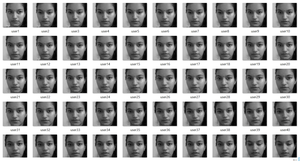 user1 user2 user3 user4 user5 user6 user7 user8 user9 user10
user11 user12 user13 user14 user15 user16 user17 user18 user19 user20
user21 user22 user23 user24 user25 user26 user27 user28 user29 user30
user31 user32 user33 user34 user35 user36 user37 user38 user39 user40